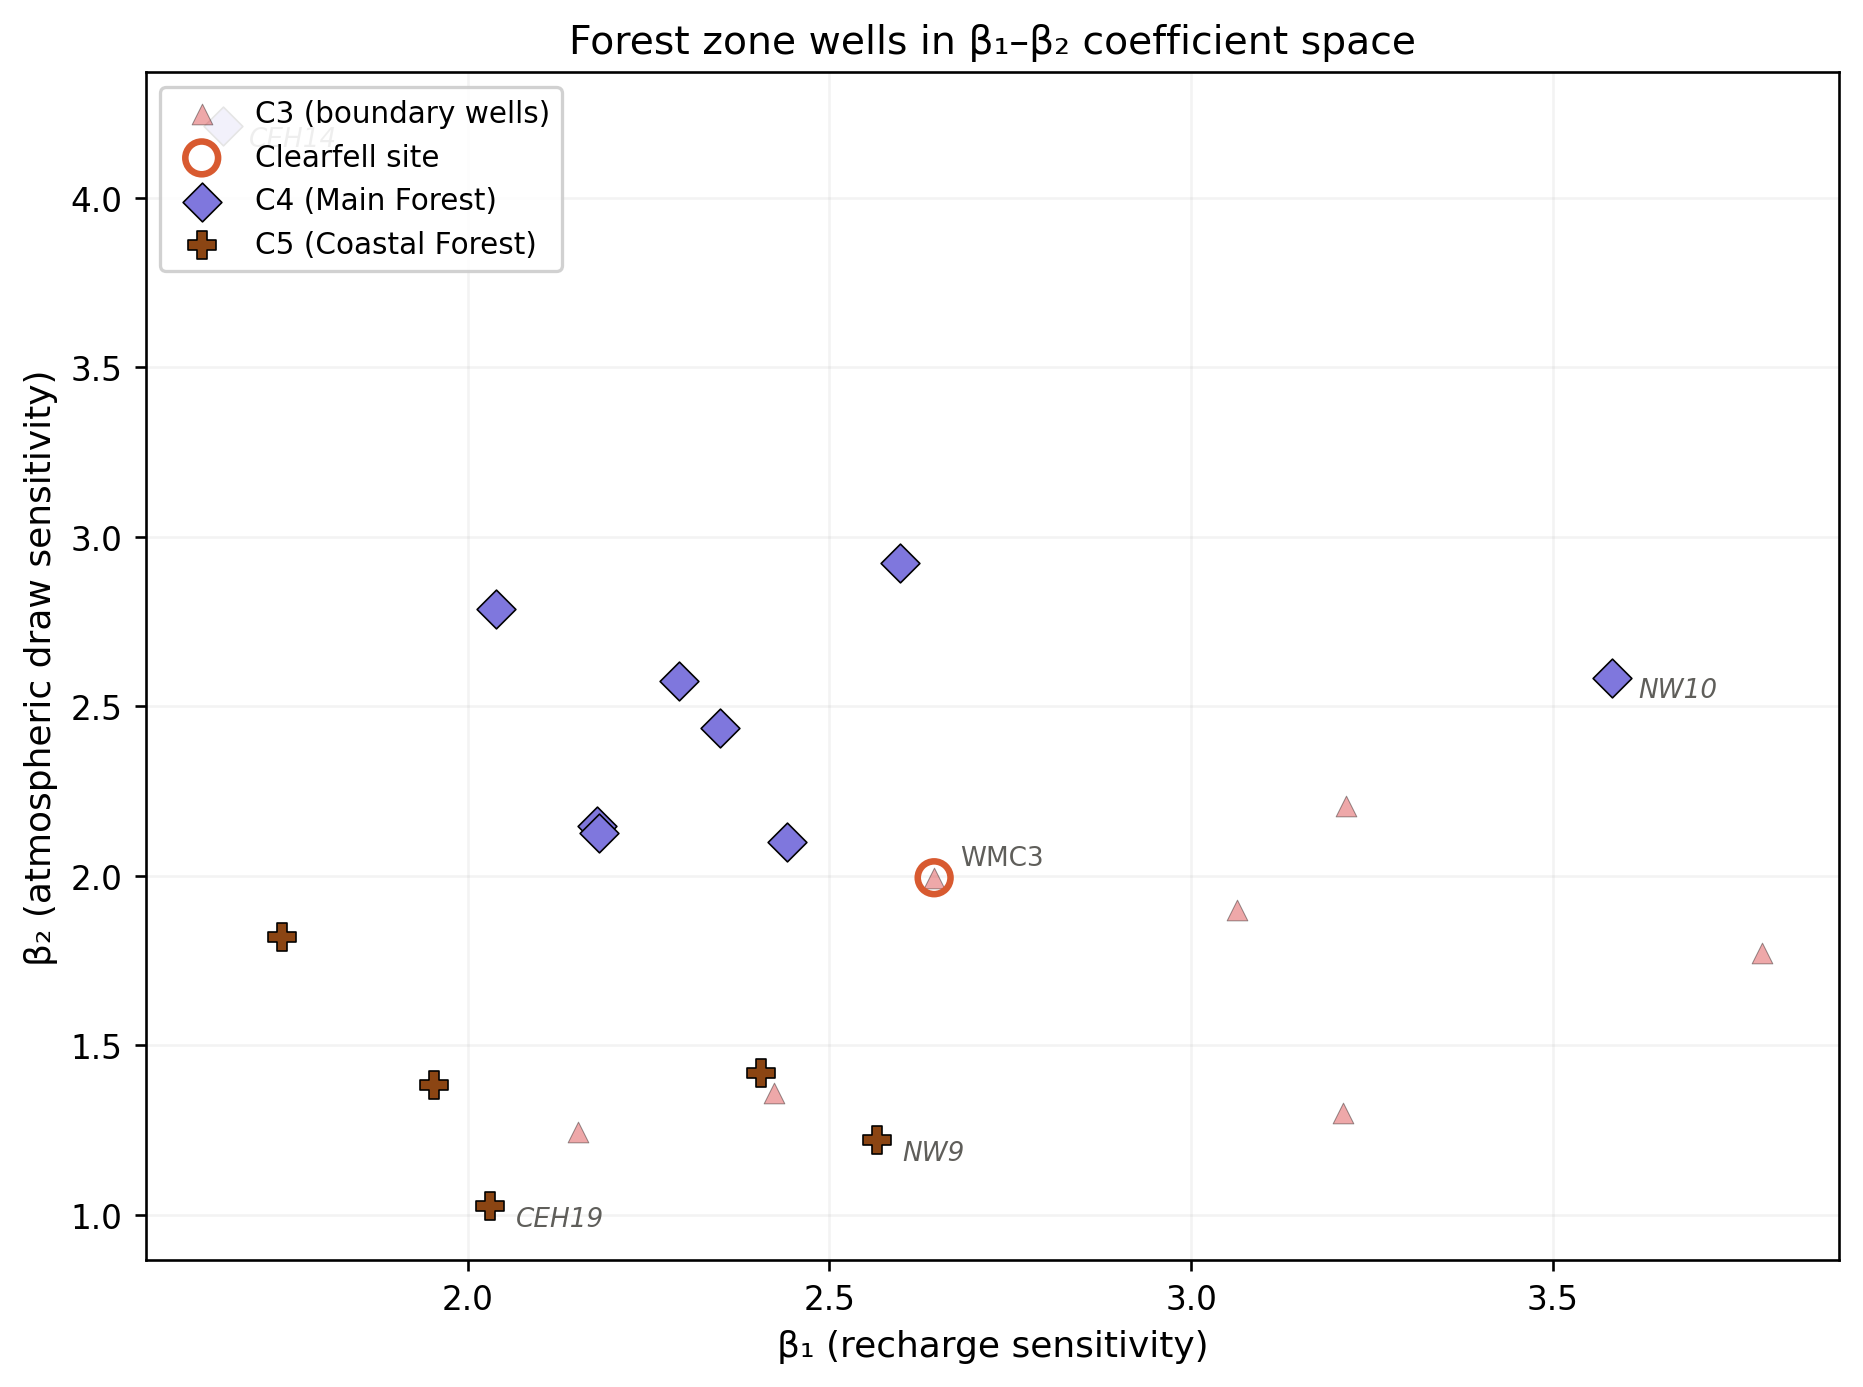 Forest zone wells in β₁–β₂ coefficient space
C3 (boundary wells)
Clearfell site
C4 (Main Forest)
C5 (Coastal Forest)
CEH14
4.0
3.5
3.0
2.5
2.0
1.5
1.0
β₂ (atmospheric draw sensitivity)
NW10
WMC3
NW9
CEH19
2.0
2.5
3.0
3.5
β₁ (recharge sensitivity)